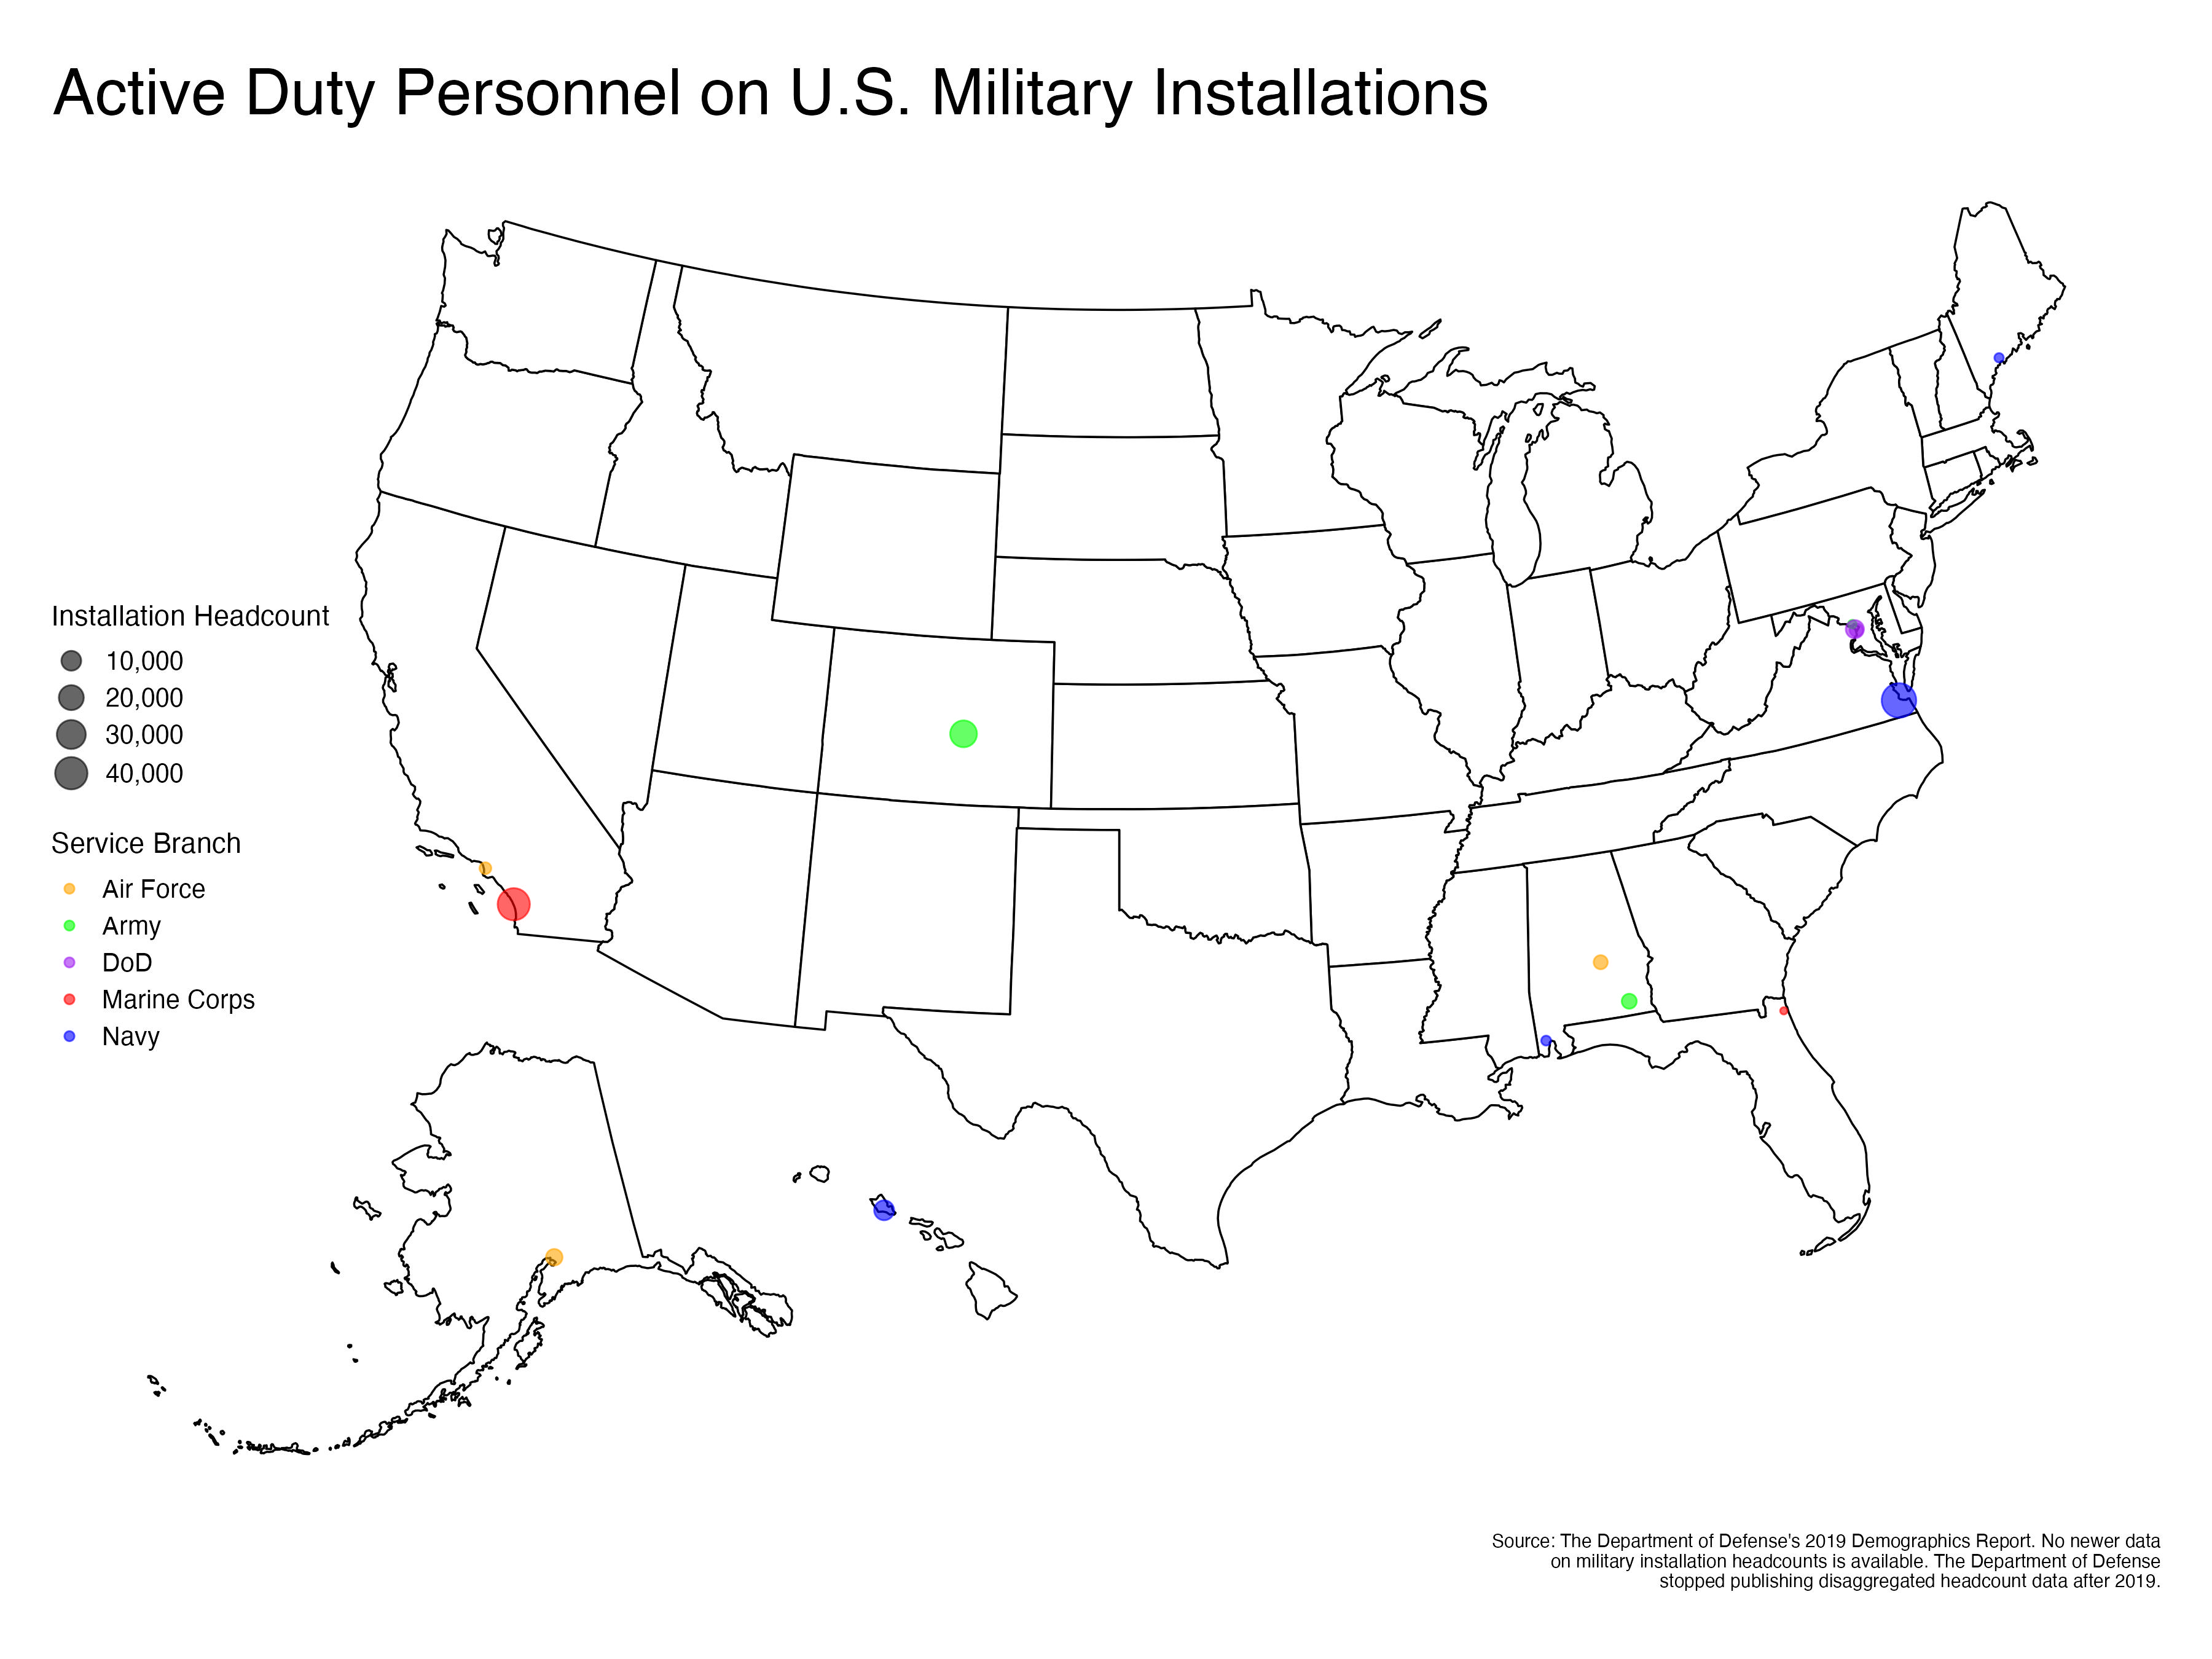 Active Duty Personnel on U.S. Military Installations
Installation Headcount
10,000
20,000
30,000
40,000
Service Branch
Air Force
Army
DoD
Marine Corps
Navy
Source: The Department of Defense's 2019 Demographics Report. No newer data
on military installation headcounts is available. The Department of Defense
stopped publishing disaggregated headcount data after 2019.